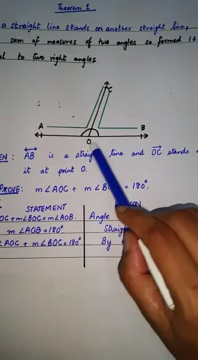 Theorem 1
a straight line stands on another straight line,
sum of measures of two angles so formed is
al to two right angles
C
A B
O
EN: AB is a straight line and OC stands
it at point O.
PROVE: m∠AOC + m∠BOC = 180°
STATEMENT
OC + m∠BOC = m∠AOB Angle
m∠AOB = 180° Straig
∠AOC + m∠BOC = 180° By